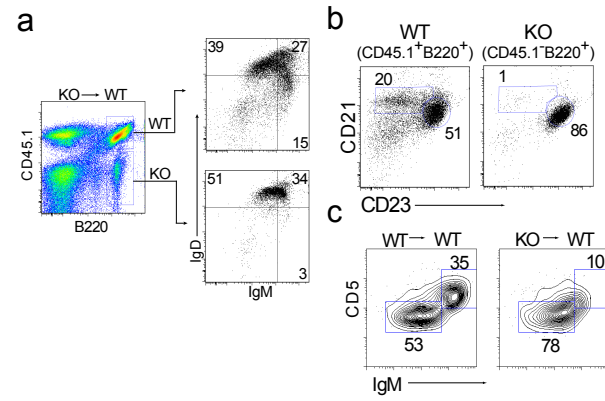 a
KO → WT
WT
KO
CD45.1
B220
39
27
15
51
34
3
IgD
IgM
b
WT
(CD45.1⁺B220⁺)
KO
(CD45.1⁻B220⁺)
20
51
1
86
CD21
CD23
c
WT → WT
KO → WT
35
53
10
78
CD5
IgM